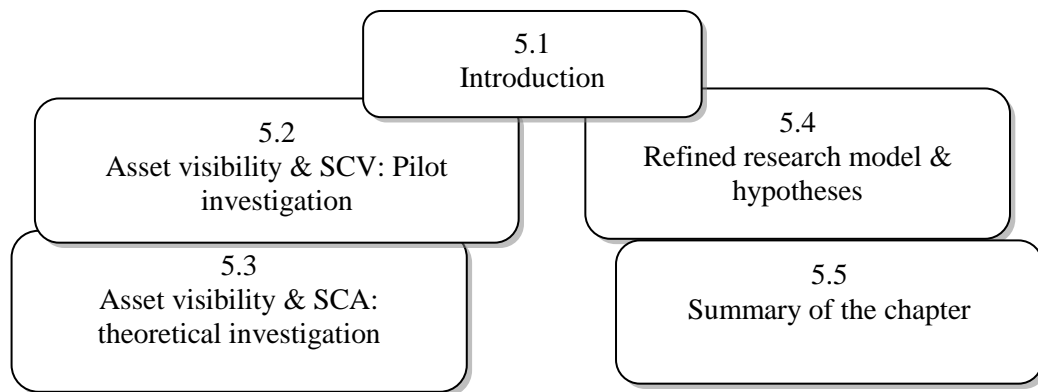 5.1
Introduction
5.2
Asset visibility & SCV: Pilot
investigation
5.3
Asset visibility & SCA:
theoretical investigation
5.4
Refined research model &
hypotheses
5.5
Summary of the chapter